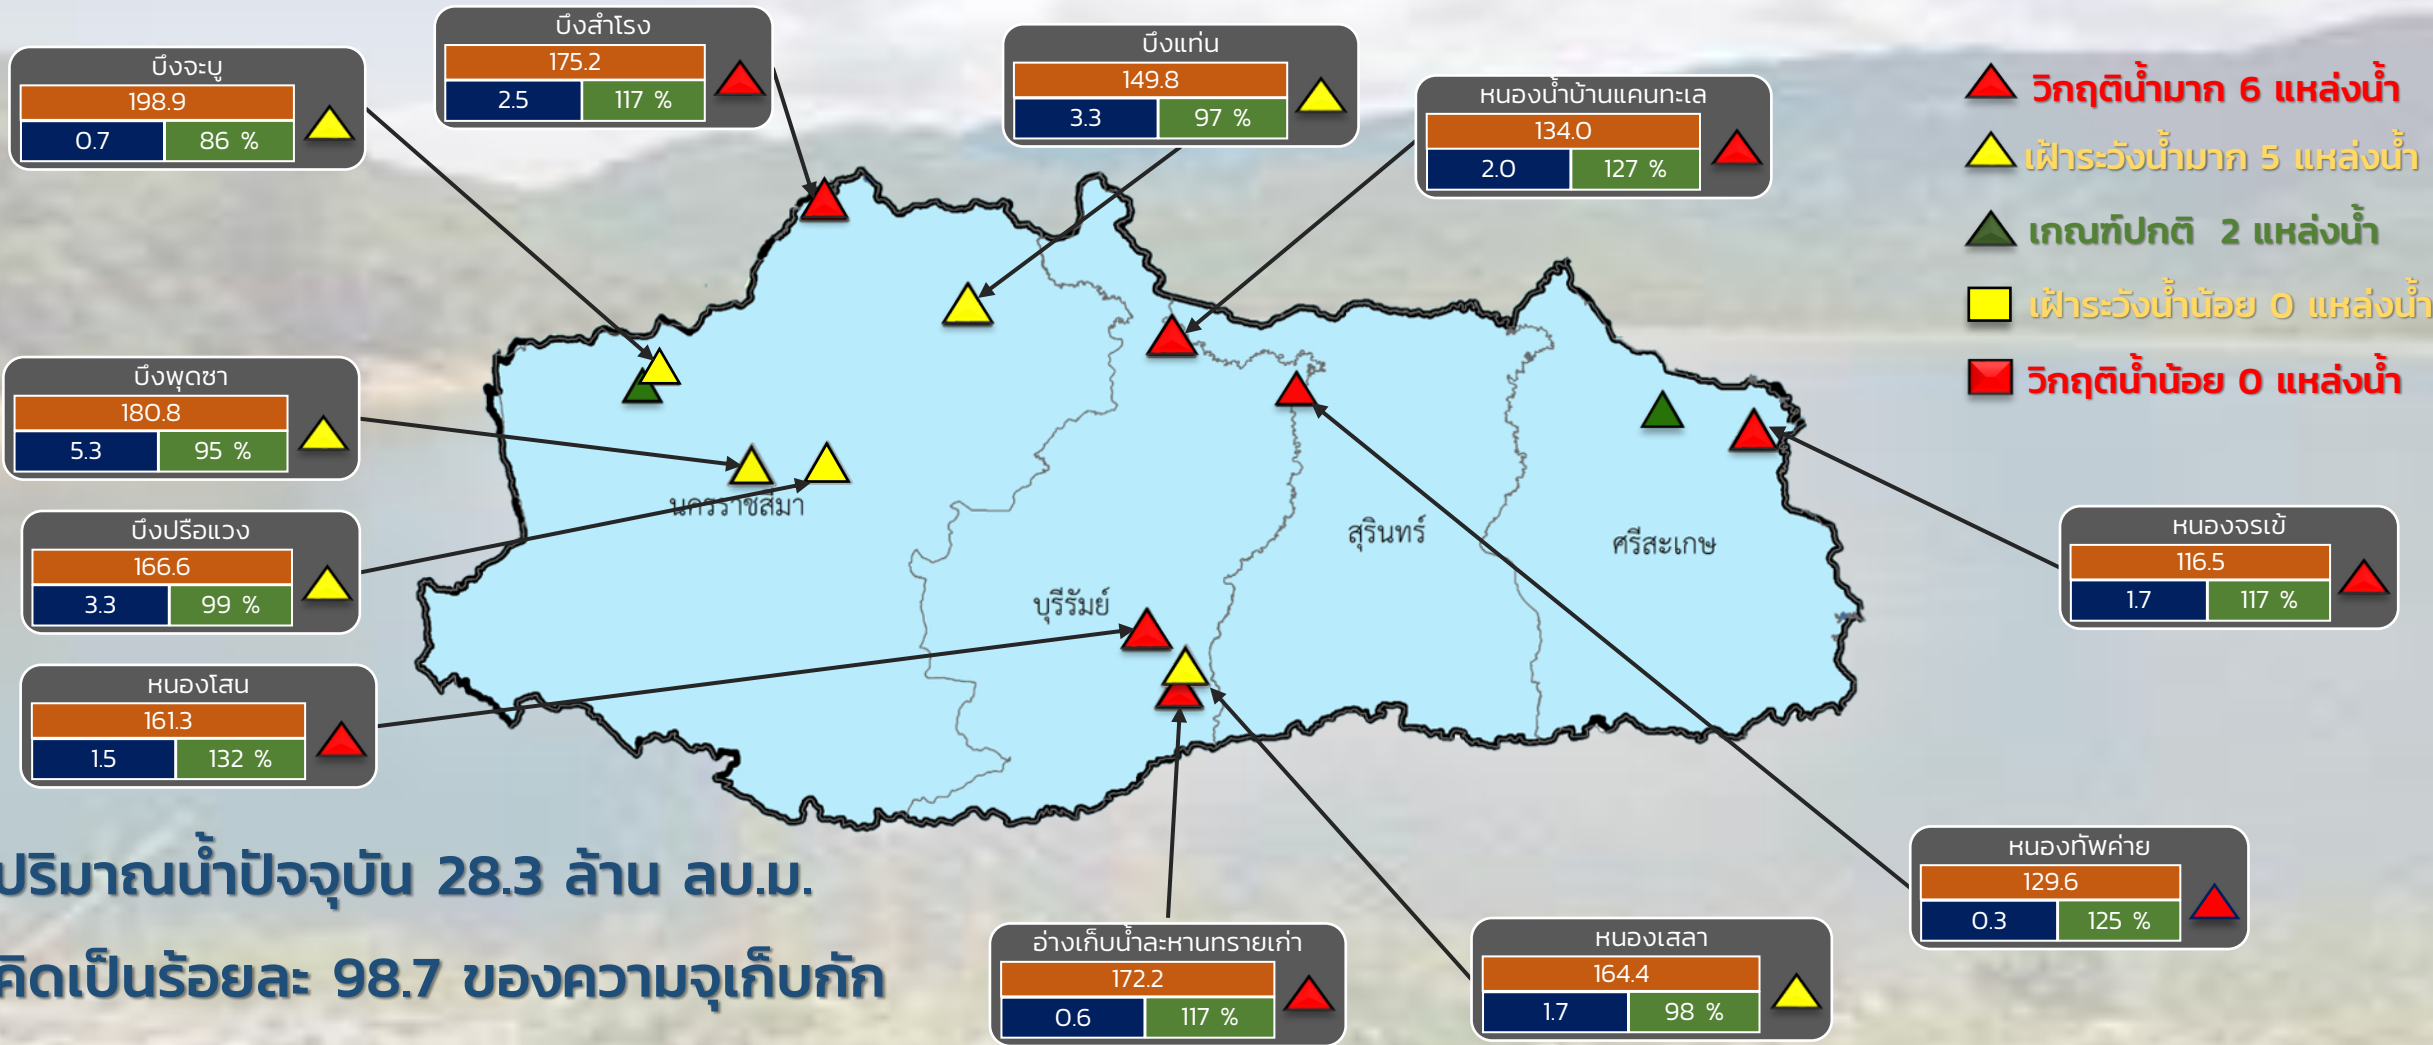 บึงจะบู
198.9
0.7 86 %
บึงสำโรง
175.2
2.5 117 %
บึงแท่น
149.8
3.3 97 %
หนองน้ำบ้านแคนทะเล
134.0
2.0 127 %
วิกฤติน้ำมาก 6 แหล่งน้ำ
เฝ้าระวังน้ำมาก 5 แหล่งน้ำ
เกณฑ์ปกติ 2 แหล่งน้ำ
เฝ้าระวังน้ำน้อย 0 แหล่งน้ำ
วิกฤติน้ำน้อย 0 แหล่งน้ำ
บึงพุดซา
180.8
5.3 95 %
บึงปรือแวง
166.6
3.3 99 %
หนองโสน
161.3
1.5 132 %
นครราชสีมา
บุรีรัมย์
สุรินทร์
ศรีสะเกษ
หนองจรเข้
116.5
1.7 117 %
หนองทัพค่าย
129.6
0.3 125 %
อ่างเก็บน้ำละหานทรายเก่า
172.2
0.6 117 %
หนองเสลา
164.4
1.7 98 %
ปริมาณน้ำปัจจุบัน 28.3 ล้าน ลบ.ม.
คิดเป็นร้อยละ 98.7 ของความจุเก็บกัก